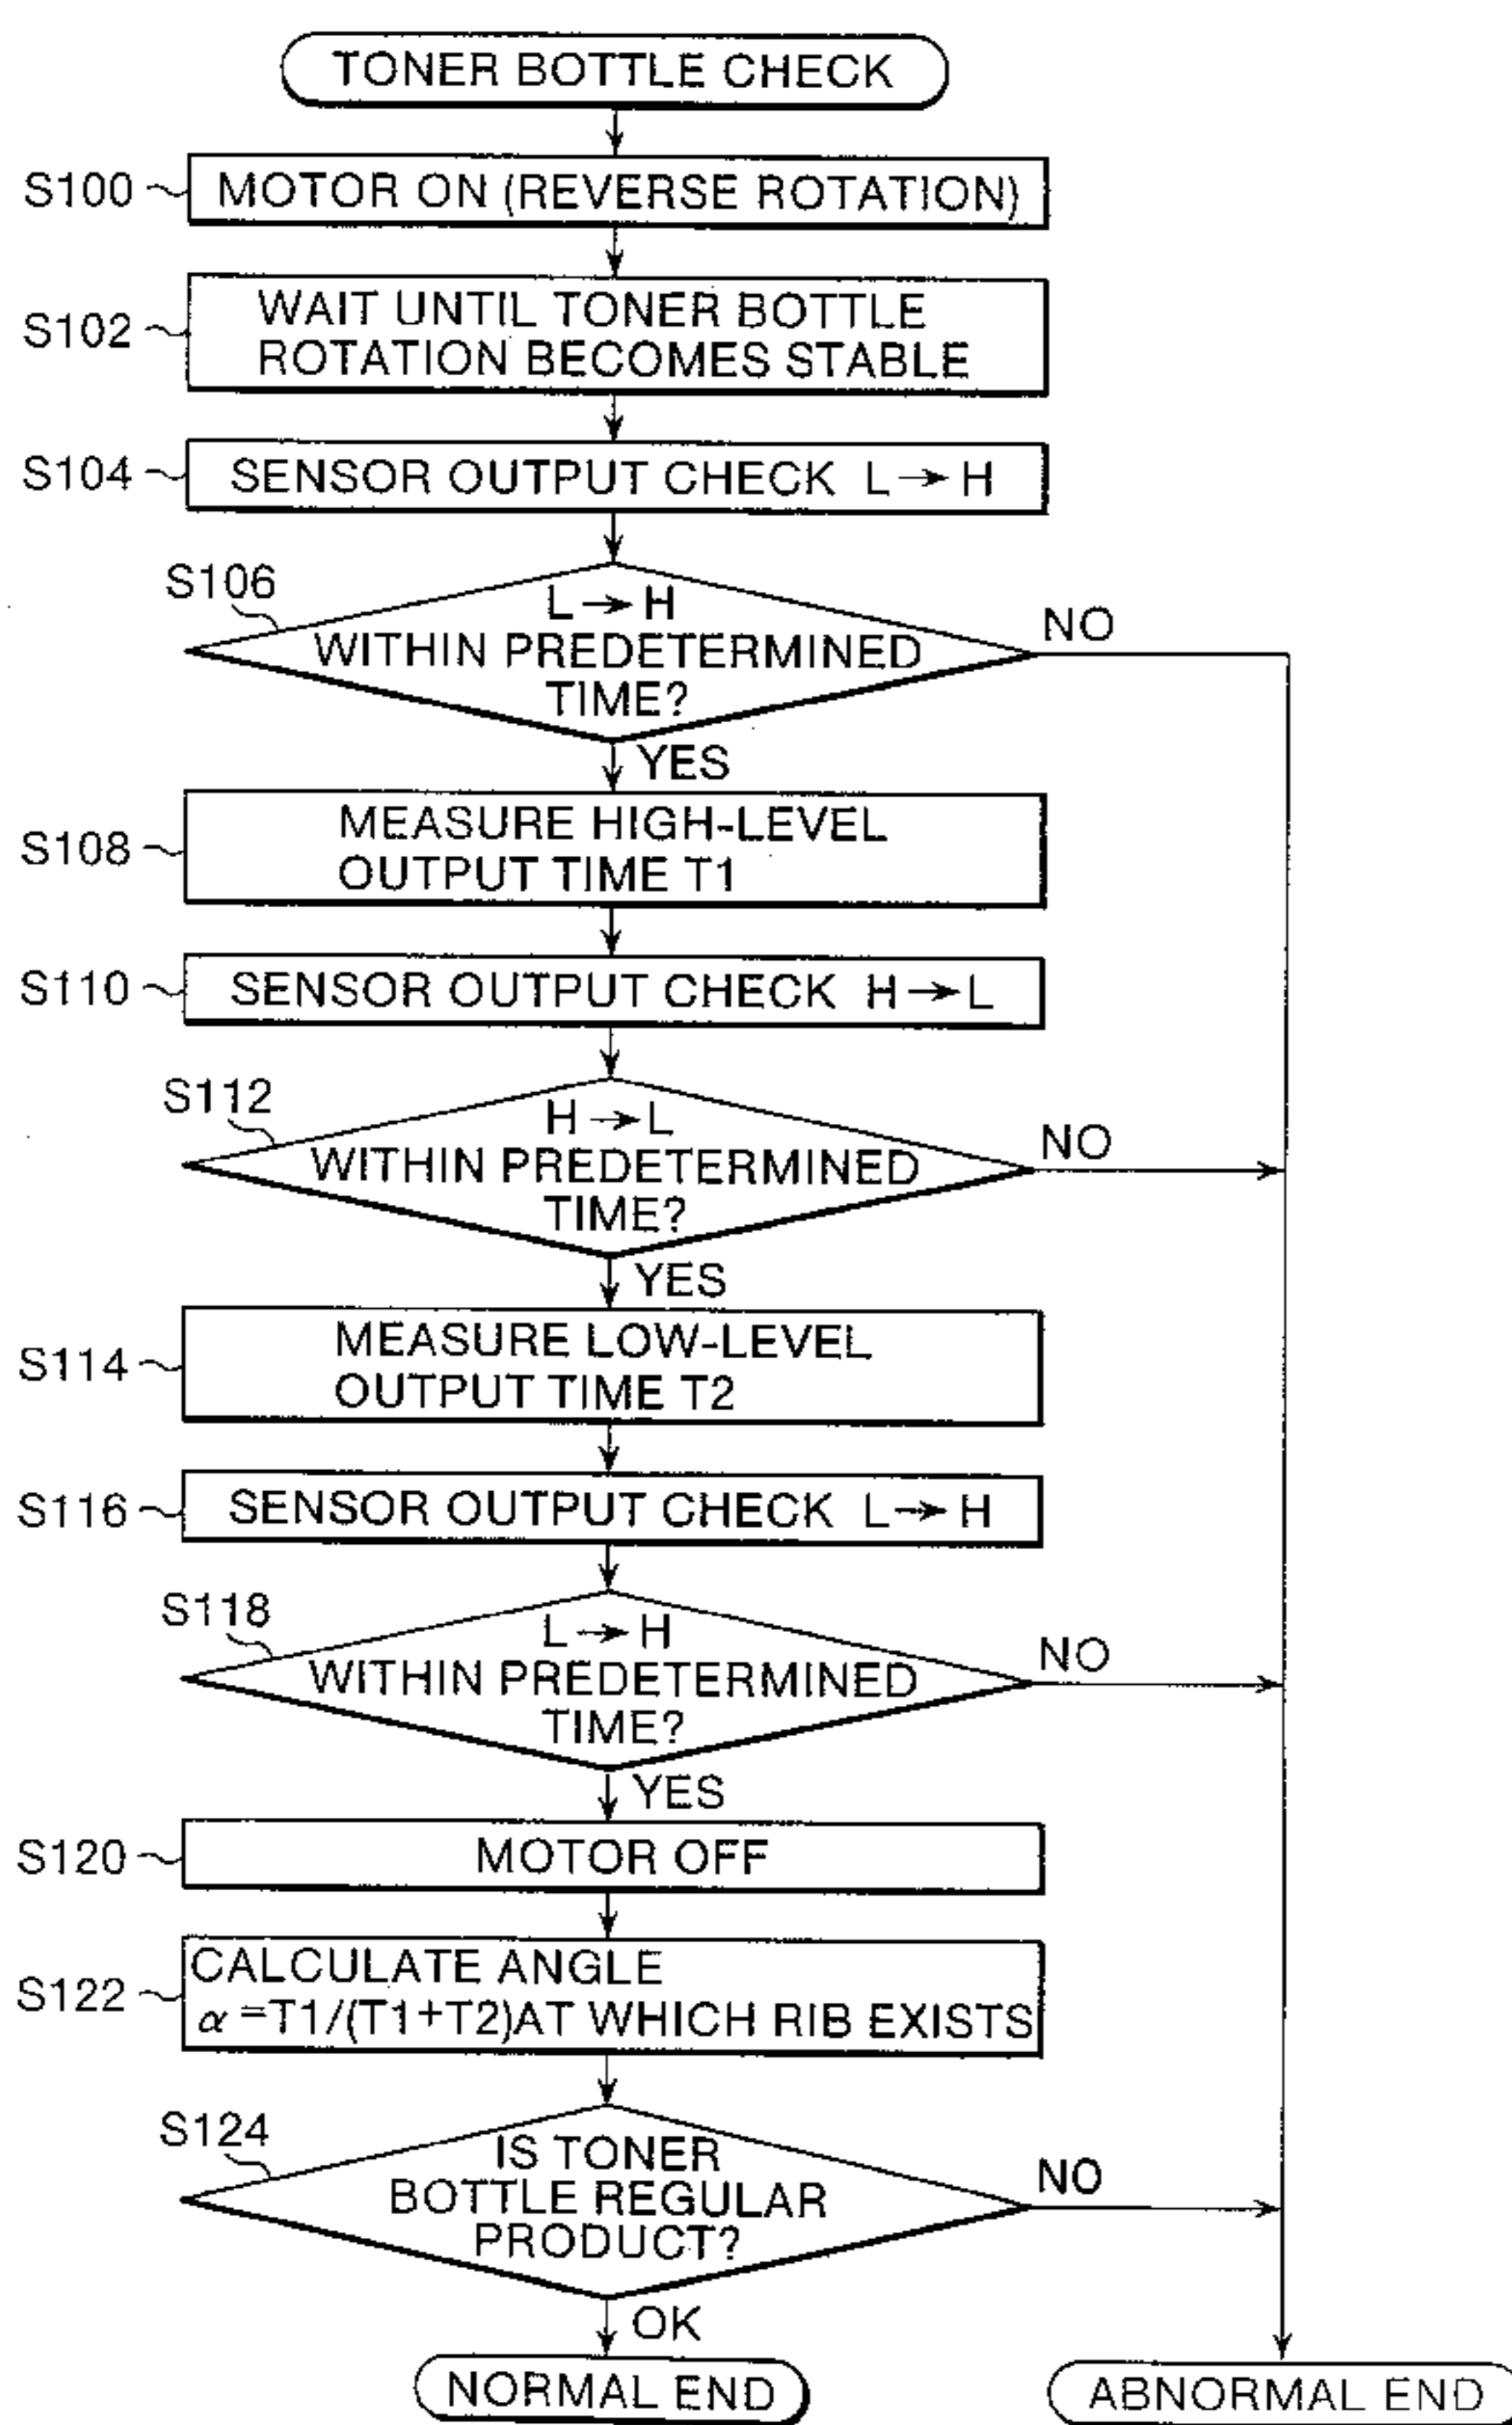 TONER BOTTLE CHECK
S100
MOTOR ON (REVERSE ROTATION)
S102
WAIT UNTIL TONER BOTTLE
ROTATION BECOMES STABLE
S104
SENSOR OUTPUT CHECK L → H
S106
L → H
WITHIN PREDETERMINED
TIME?
NO
YES
S108
MEASURE HIGH-LEVEL
OUTPUT TIME T1
S110
SENSOR OUTPUT CHECK H → L
S112
H → L
WITHIN PREDETERMINED
TIME?
NO
YES
S114
MEASURE LOW-LEVEL
OUTPUT TIME T2
S116
SENSOR OUTPUT CHECK L → H
S118
L → H
WITHIN PREDETERMINED
TIME?
NO
YES
S120
MOTOR OFF
S122
CALCULATE ANGLE
α =T1/(T1+T2)AT WHICH RIB EXISTS
S124
IS TONER
BOTTLE REGULAR
PRODUCT?
NO
OK
NORMAL END
ABNORMAL END